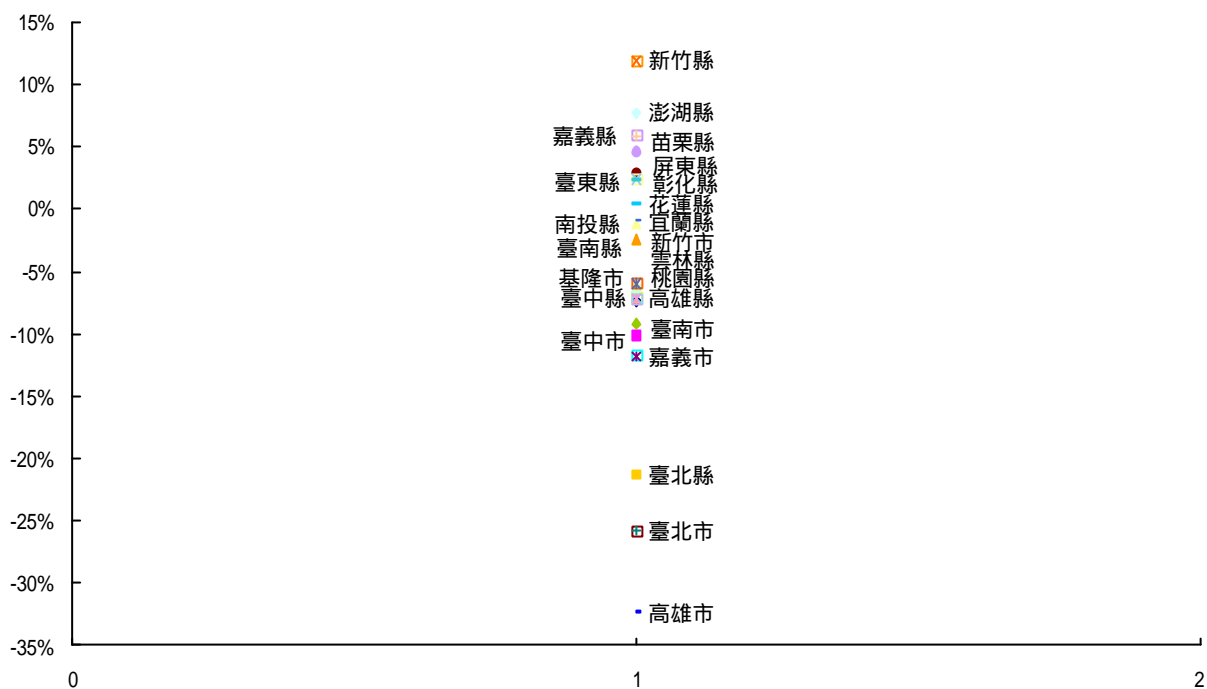 15%
新竹縣
10%
澎湖縣
嘉義縣
苗栗縣
5%
屏東縣
臺東縣
彰化縣
0%
花蓮縣
南投縣
宜蘭縣
新竹市
臺南縣
雲林縣
-5%
基隆市
桃園縣
臺中縣
高雄縣
臺南市
-10%
臺中市
嘉義市
-15%
-20%
臺北縣
-25%
臺北市
-30%
高雄市
-35%
0
1
2